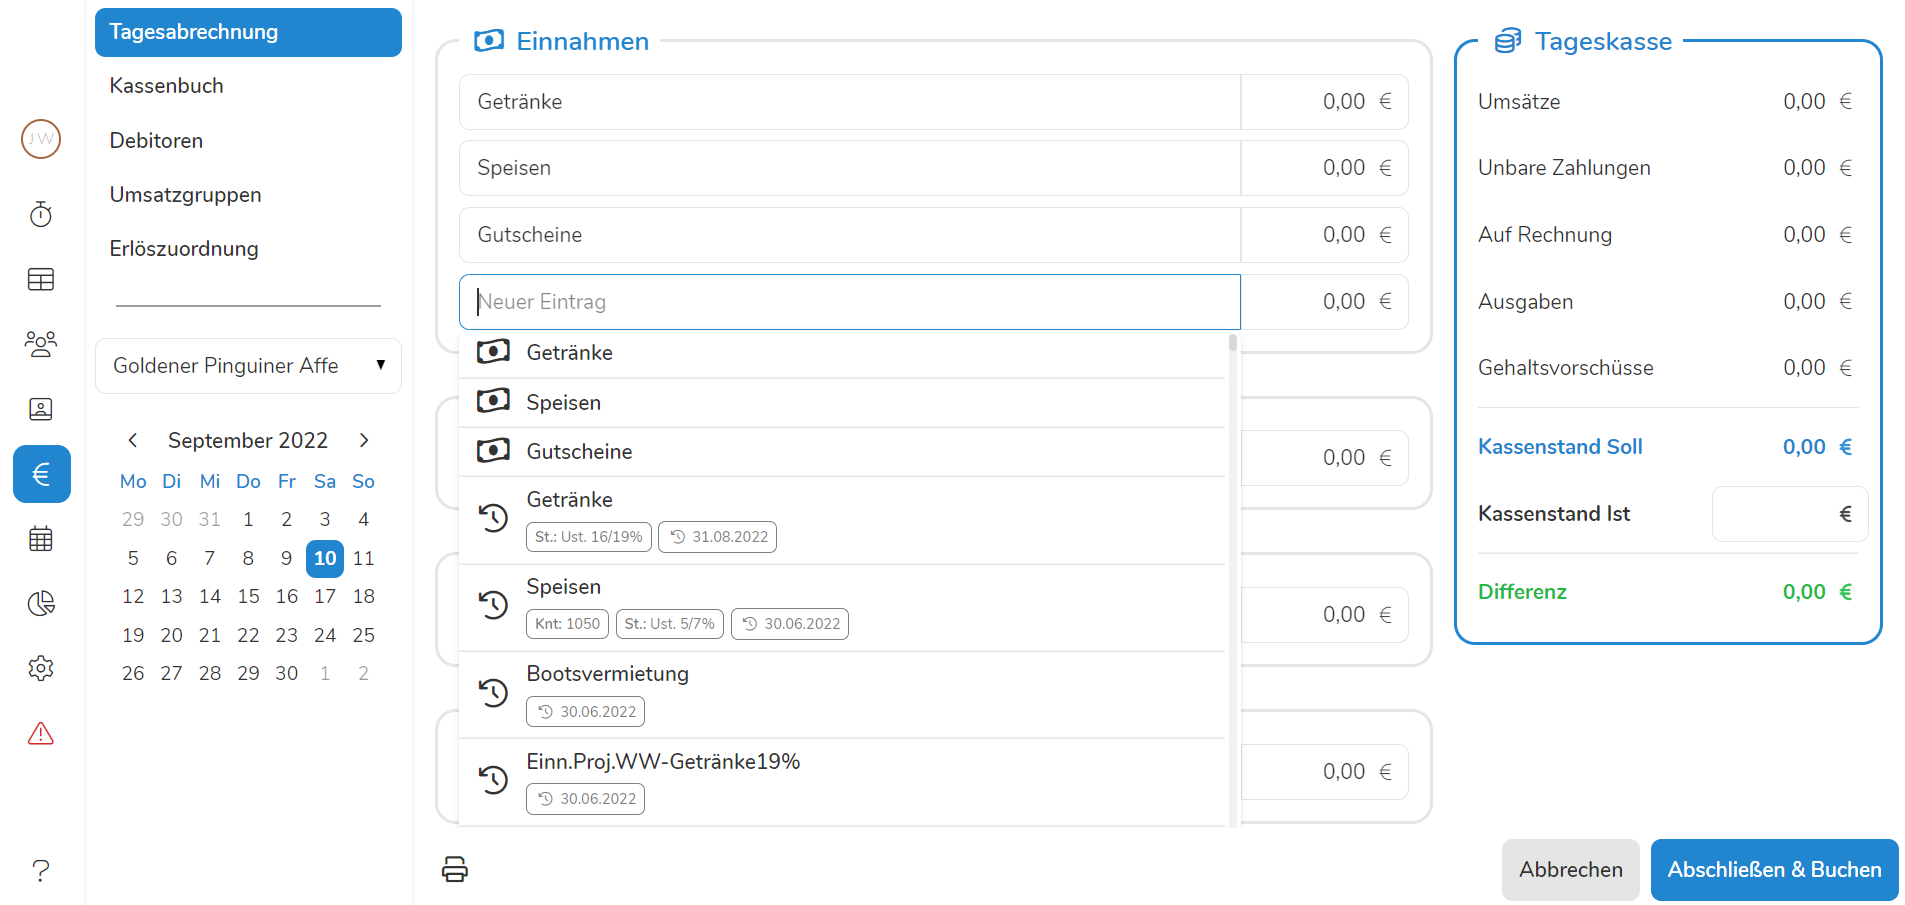 JW
?
Tagesabrechnung
Kassenbuch
Debitoren
Umsatzgruppen
Erlöszuordnung
Goldener Pinguiner Affe
September 2022
Mo Di Mi Do Fr Sa So
29 30 31 1 2 3 4
5 6 7 8 9 10 11
12 13 14 15 16 17 18
19 20 21 22 23 24 25
26 27 28 29 30 1 2
Einnahmen
Getränke 0,00 €
Speisen 0,00 €
Gutscheine 0,00 €
Neuer Eintrag 0,00 €
Getränke
Speisen
Gutscheine
Getränke
St.: Ust. 16/19% 31.08.2022
Speisen
Knt: 1050 St.: Ust. 5/7% 30.06.2022
Bootsvermietung
30.06.2022
Einn.Proj.WW-Getränke19%
30.06.2022
0,00 €
0,00 €
0,00 €
Tageskasse
Umsätze 0,00 €
Unbare Zahlungen 0,00 €
Auf Rechnung 0,00 €
Ausgaben 0,00 €
Gehaltsvorschüsse 0,00 €
Kassenstand Soll 0,00 €
Kassenstand Ist €
Differenz 0,00 €
Abbrechen
Abschließen & Buchen